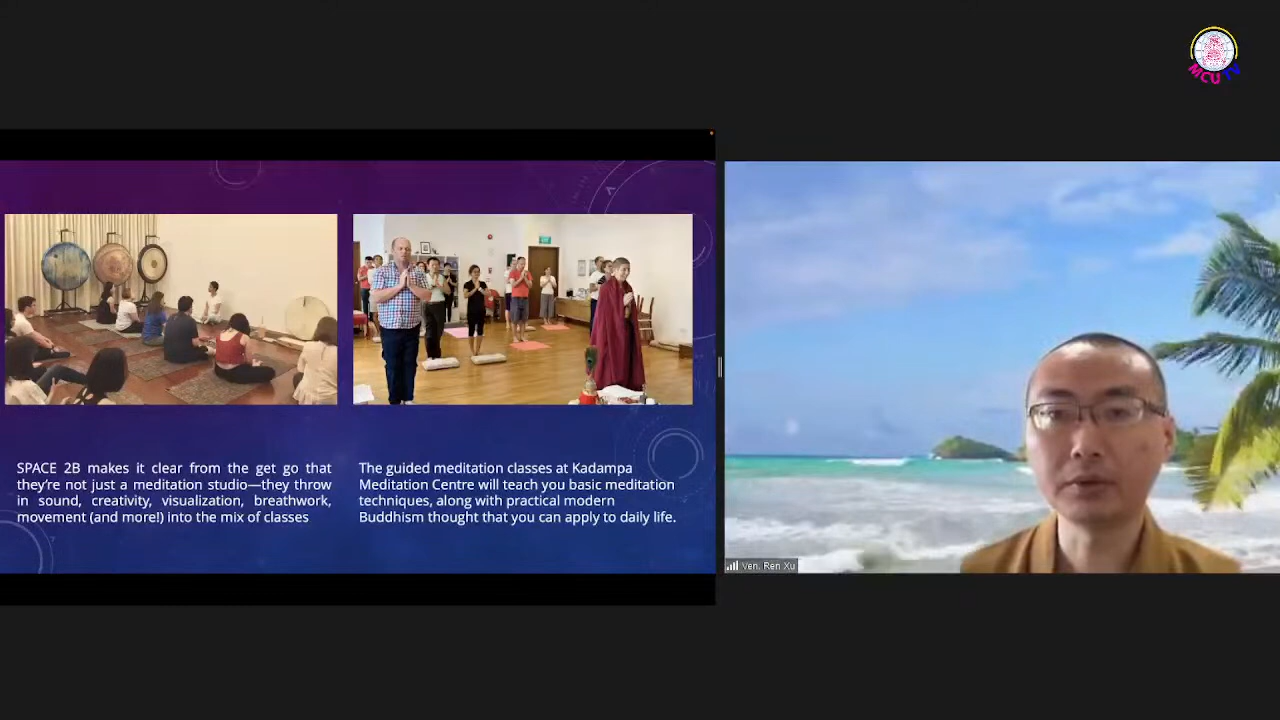 MCU TV
SPACE 2B makes it clear from the get go that
they're not just a meditation studio—they throw
in sound, creativity, visualization, breathwork,
movement (and more!) into the mix of classes
The guided meditation classes at Kadampa
Meditation Centre will teach you basic meditation
techniques, along with practical modern
Buddhism thought that you can apply to daily life.
Ven. Ren Xu